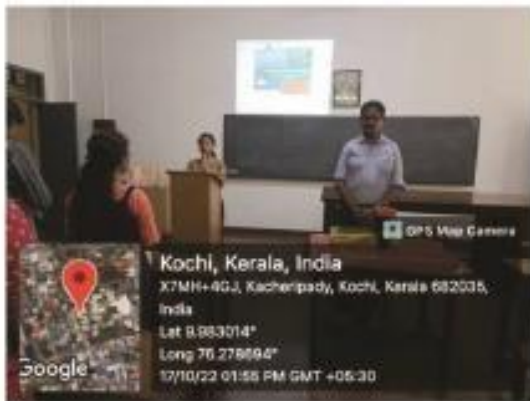 GPS Map Camera
Kochi, Kerala, India
X7MH+4GJ, Kacheripady, Kochi, Kerala 682035,
India
Lat 9.983014°
Long 76.278694°
17/10/22 01:55 PM GMT +05:30
Google